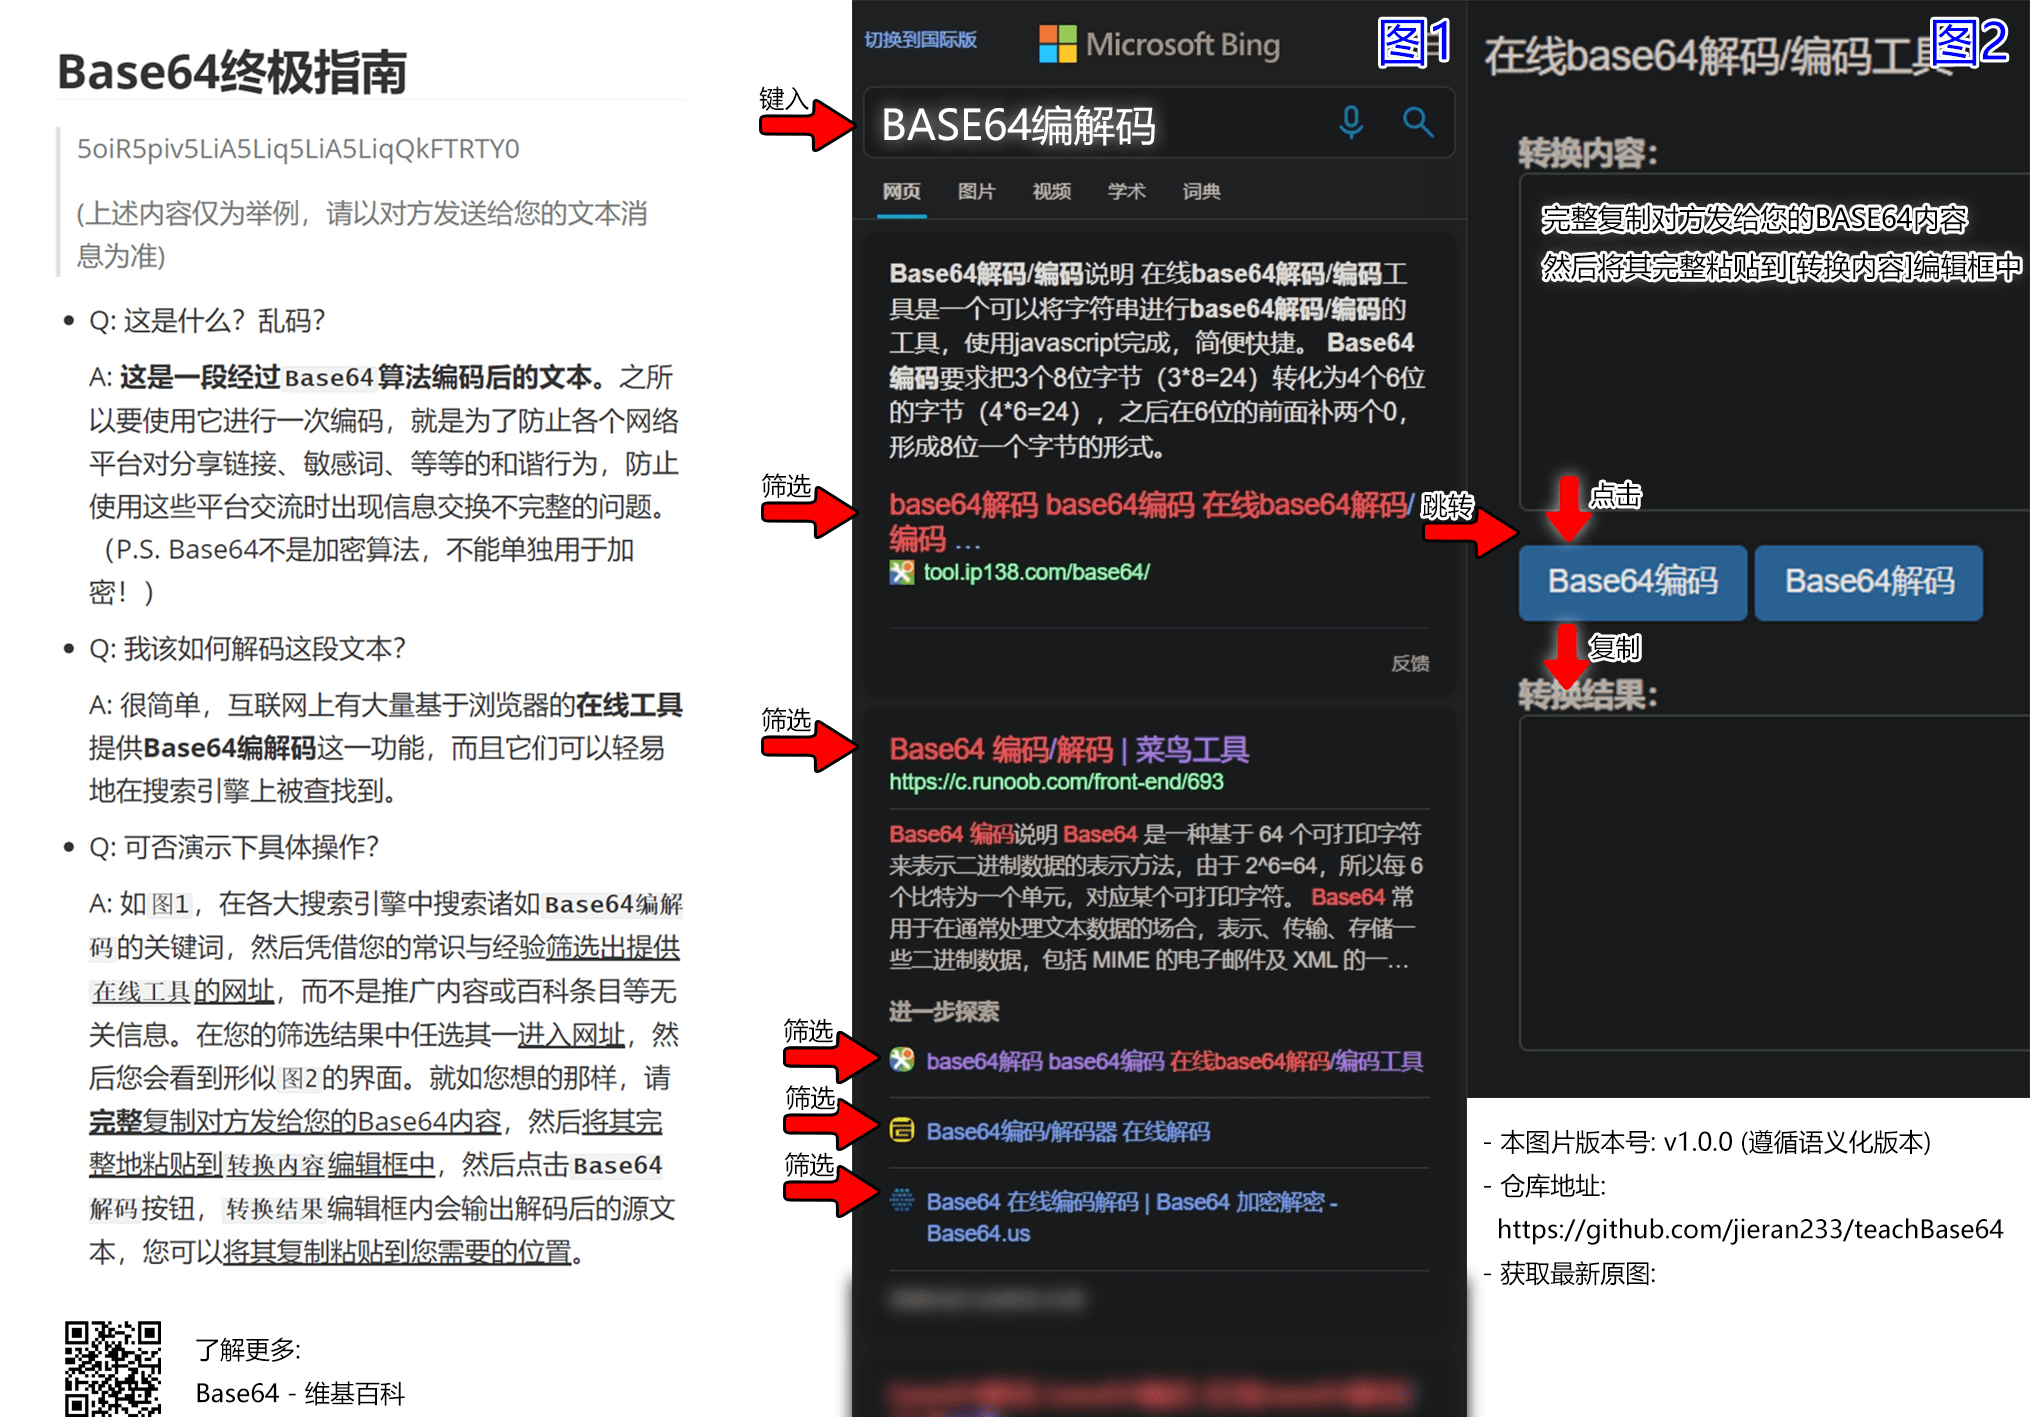 Base64终极指南
5oiR5piv5LiA5Liq5LiA5LiqQkFTRTY0
(上述内容仅为举例，请以对方发送给您的文本消
息为准)
Q: 这是什么？乱码？
A: 这是一段经过Base64算法编码后的文本。之所
以要使用它进行一次编码，就是为了防止各个网络
平台对分享链接、敏感词、等等的和谐行为，防止
使用这些平台交流时出现信息交换不完整的问题。
（P.S. Base64不是加密算法，不能单独用于加
密！)
Q: 我该如何解码这段文本？
A: 很简单，互联网上有大量基于浏览器的在线工具
提供Base64编解码这一功能，而且它们可以轻易
地在搜索引擎上被查找到。
Q: 可否演示下具体操作？
A: 如图1，在各大搜索引擎中搜索诸如Base64编解
码的关键词，然后凭借您的常识与经验筛选出提供
在线工具的网址，而不是推广内容或百科条目等无
关信息。在您的筛选结果中任选其一进入网址，然
后您会看到形似图2的界面。就如您想的那样，请
完整复制对方发给您的Base64内容，然后将其完
整地粘贴到转换内容编辑框中，然后点击Base64
解码按钮，转换结果编辑框内会输出解码后的源文
本，您可以将其复制粘贴到您需要的位置。
了解更多:
Base64 - 维基百科
切换到国际版
Microsoft Bing
图1
键入
BASE64编解码
网页 图片 视频 学术 词典
Base64解码/编码说明 在线base64解码/编码工
具是一个可以将字符串进行base64解码/编码的
工具，使用javascript完成，简便快捷。 Base64
编码要求把3个8位字节（3*8=24）转化为4个6位
的字节（4*6=24），之后在6位的前面补两个0，
形成8位一个字节的形式。
筛选
base64解码 base64编码 在线base64解码/
编码 ...
tool.ip138.com/base64/
反馈
筛选
Base64 编码/解码 | 菜鸟工具
https://c.runoob.com/front-end/693
Base64 编码说明 Base64 是一种基于 64 个可打印字符
来表示二进制数据的表示方法，由于 2^6=64，所以每 6
个比特为一个单元，对应某个可打印字符。 Base64 常
用于在通常处理文本数据的场合，表示、传输、存储一
些二进制数据，包括 MIME 的电子邮件及 XML 的一...
进一步探索
筛选
base64解码 base64编码 在线base64解码/编码工具
筛选
Base64编码/解码器 在线解码
筛选
Base64 在线编码解码 | Base64 加密解密 -
Base64.us
在线base64解码/编码工具
图2
转换内容：
完整复制对方发给您的BASE64内容
然后将其完整粘贴到[转换内容]编辑框中
跳转
点击
Base64编码 Base64解码
复制
转换结果：
- 本图片版本号: v1.0.0 (遵循语义化版本)
- 仓库地址:
https://github.com/jieran233/teachBase64
- 获取最新原图: